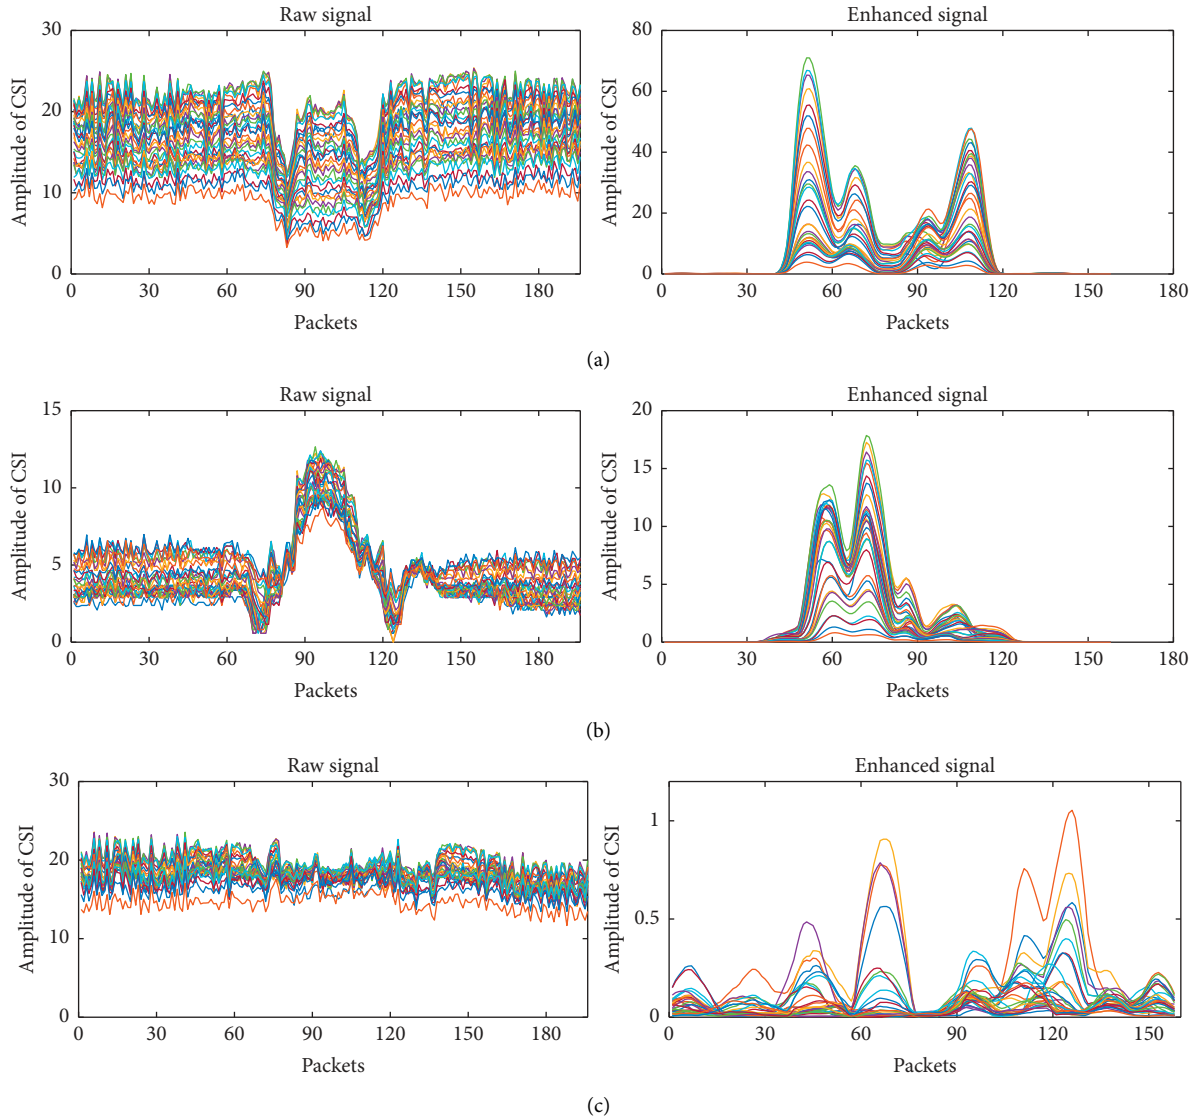 Raw signal
Enhanced signal
30
20
10
0
Amplitude of CSI
0 30 60 90 120 150 180
Packets
80
60
40
20
0
Amplitude of CSI
0 30 60 90 120 150 180
Packets
(a)
Raw signal
Enhanced signal
15
10
5
0
Amplitude of CSI
0 30 60 90 120 150 180
Packets
20
15
10
5
0
Amplitude of CSI
0 30 60 90 120 150 180
Packets
(b)
Raw signal
Enhanced signal
30
20
10
0
Amplitude of CSI
0 30 60 90 120 150 180
Packets
1
0.5
0
Amplitude of CSI
0 30 60 90 120 150
Packets
(c)